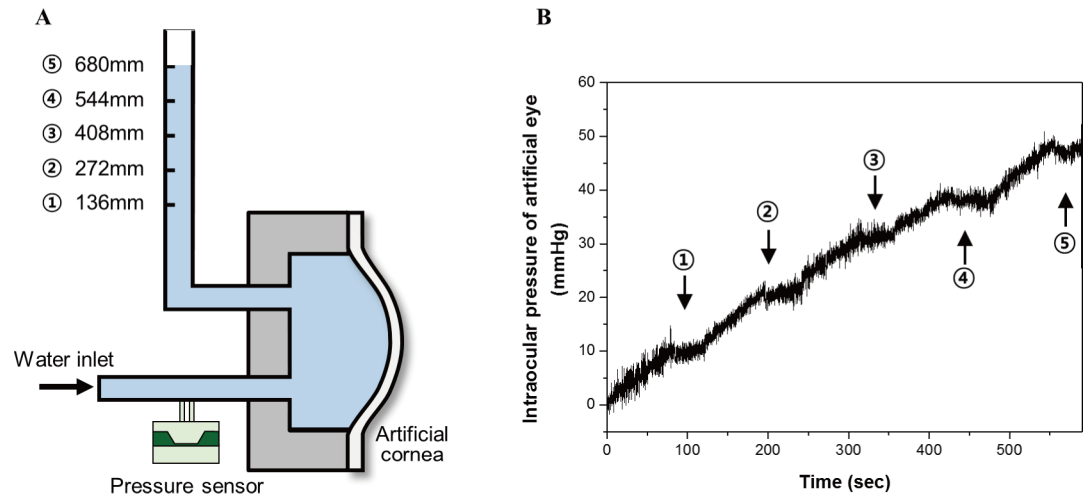 A
⑤ 680mm
④ 544mm
③ 408mm
② 272mm
① 136mm
Water inlet
Pressure sensor
Artificial
cornea
B
Intraocular pressure of artificial eye
(mmHg)
60
50
40
30
20
10
0
①
②
③
④
⑤
0 100 200 300 400 500
Time (sec)